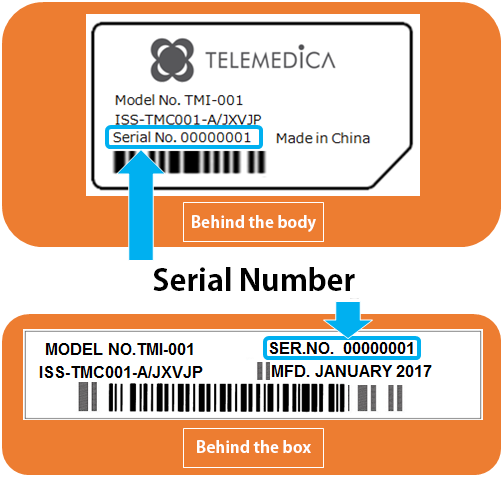 TELEMEDICA
Model No. TMI-001
ISS-TMC001-A/JXVJP
Serial No. 00000001 Made in China
Behind the body
Serial Number
MODEL NO.TMI-001 SER.NO. 00000001
ISS-TMC001-A/JXVJP MFD. JANUARY 2017
Behind the box